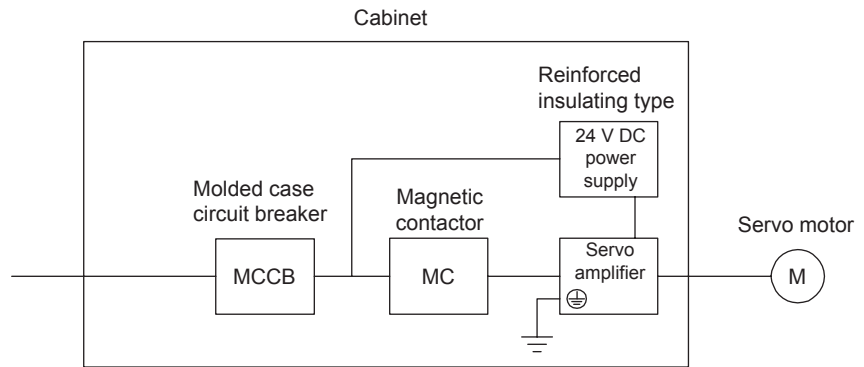 Cabinet
Reinforced
insulating type
24 V DC
power
supply
Molded case
circuit breaker
Magnetic
contactor
Servo motor
MCCB
MC
Servo
amplifier
M